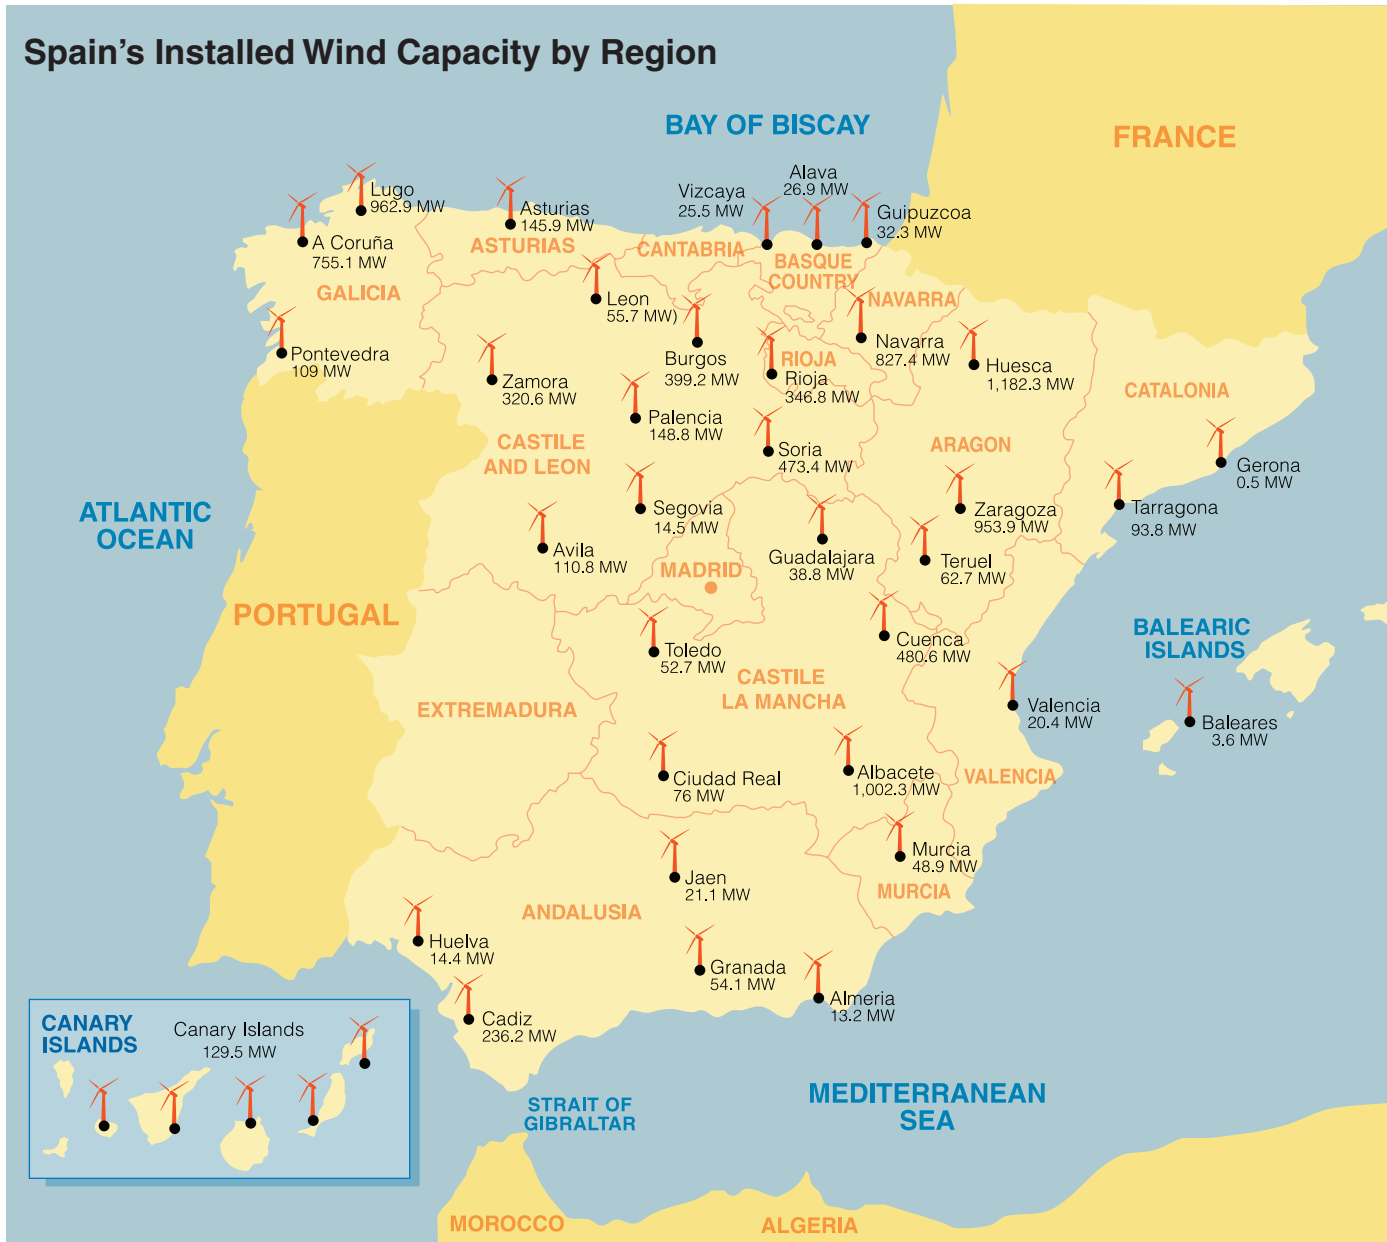 Spain's Installed Wind Capacity by Region
BAY OF BISCAY
FRANCE
Lugo
962.9 MW
A Coruña
755.1 MW
GALICIA
Pontevedra
109 MW
Asturias
145.9 MW
ASTURIAS
CANTABRIA
Vizcaya
25.5 MW
Alava
26.9 MW
Guipuzcoa
32.3 MW
BASQUE
COUNTRY
NAVARRA
Navarra
827.4 MW
Leon
55.7 MW)
Burgos
399.2 MW
RIOJA
Rioja
346.8 MW
Huesca
1,182.3 MW
CATALONIA
Zamora
320.6 MW
Palencia
148.8 MW
CASTILE
AND LEON
Soria
473.4 MW
ARAGON
Gerona
0.5 MW
Tarragona
93.8 MW
Zaragoza
953.9 MW
Segovia
14.5 MW
Avila
110.8 MW
Guadalajara
38.8 MW
Teruel
62.7 MW
MADRID
ATLANTIC
OCEAN
PORTUGAL
Toledo
52.7 MW
Cuenca
480.6 MW
CASTILE
LA MANCHA
EXTREMADURA
BALEARIC
ISLANDS
Valencia
20.4 MW
Baleares
3.6 MW
Ciudad Real
76 MW
Albacete
1,002.3 MW
VALENCIA
Murcia
48.9 MW
MURCIA
Jaen
21.1 MW
ANDALUSIA
Huelva
14.4 MW
Granada
54.1 MW
Almeria
13.2 MW
Cadiz
236.2 MW
CANARY
ISLANDS
Canary Islands
129.5 MW
STRAIT OF
GIBRALTAR
MEDITERRANEAN
SEA
MOROCCO
ALGERIA